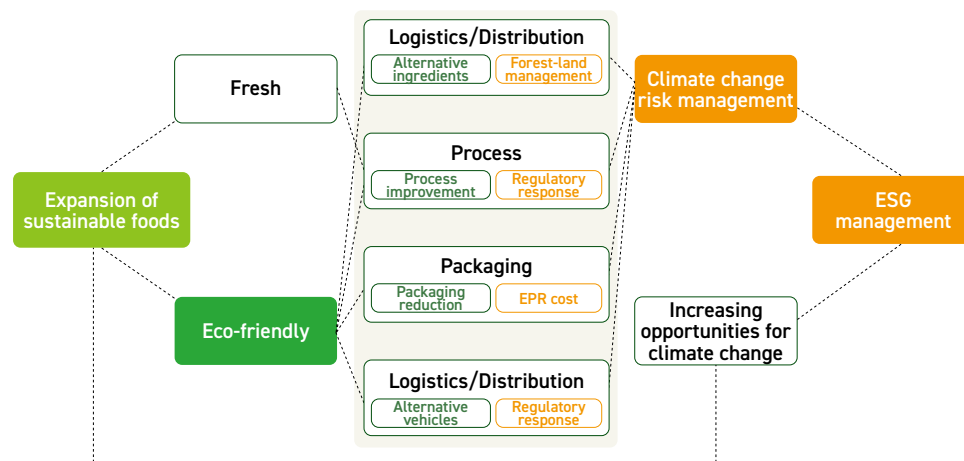 Logistics/Distribution
Alternative
ingredients
Forest-land
management
Fresh
Climate change
risk management
Process
Process
improvement
Regulatory
response
Expansion of
sustainable foods
ESG
management
Packaging
Packaging
reduction
EPR cost
Eco-friendly
Increasing
opportunities for
climate change
Logistics/Distribution
Alternative
vehicles
Regulatory
response